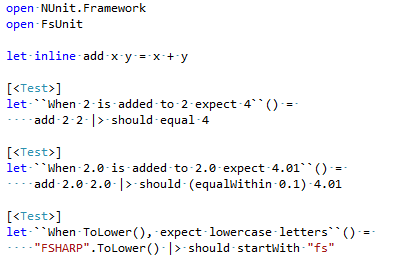 open NUnit.Framework
open FsUnit
let inline add x y = x + y
[<Test>]
let ``When 2 is added to 2 expect 4``() =
    add 2 2 |> should equal 4
[<Test>]
let ``When 2.0 is added to 2.0 expect 4.01``() =
    add 2.0 2.0 |> should (equalWithin 0.1) 4.01
[<Test>]
let ``When ToLower(), expect lowercase letters``() =
    "FSHARP".ToLower() |> should startWith "fs"